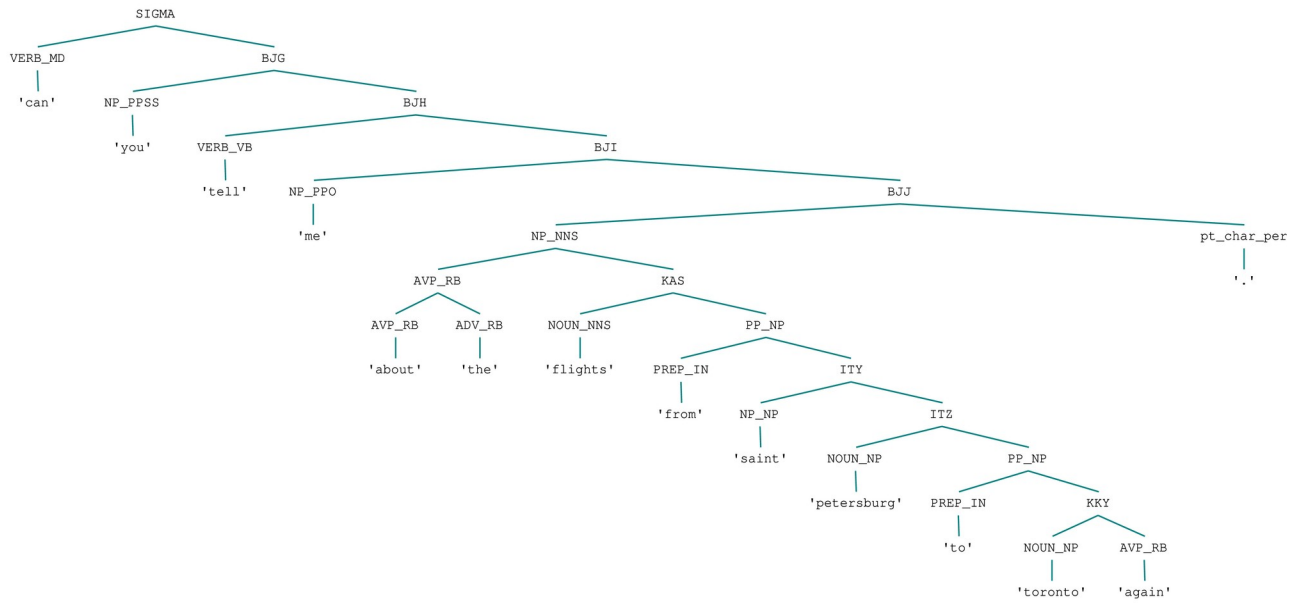 SIGMA
VERB_MD BJG
'can' NP_PPSS BJH
'you' VERB_VB BJI
'tell' NP_PPO BJJ
'me' NP_NNS pt_char_per
AVP_RB KAS '.'
AVP_RB ADV_RB NOUN_NNS PP_NP
'about' 'the' 'flights' PREP_IN ITY
'from' NP_NP ITZ
'saint' NOUN_NP PP_NP
'petersburg' PREP_IN KKY
'to' NOUN_NP AVP_RB
'toronto' 'again'